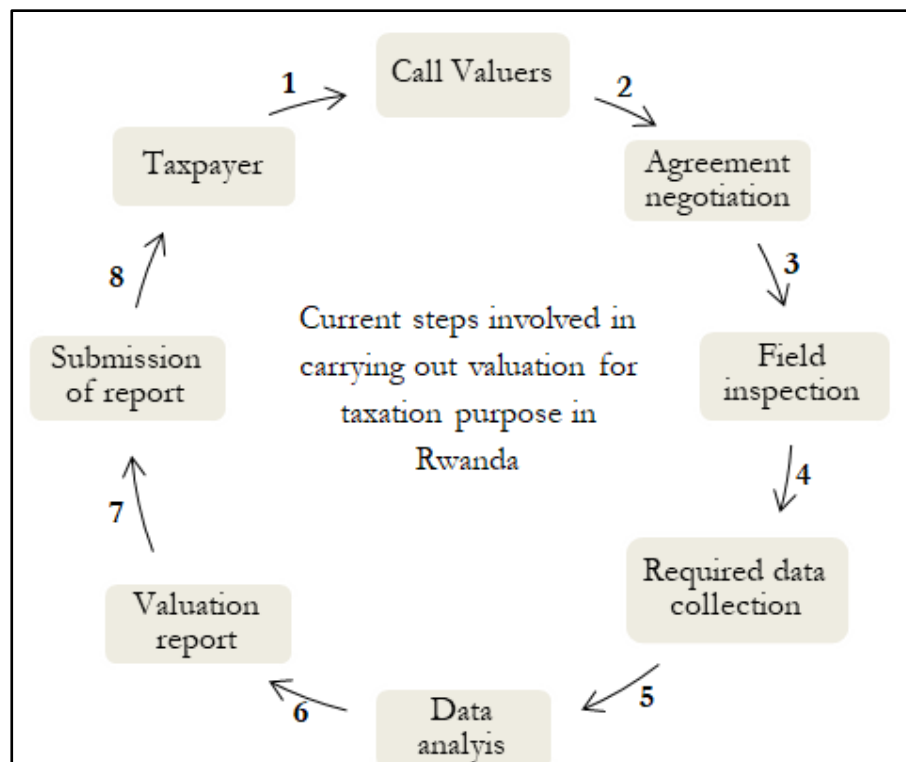 1
Call Valuers
2
Taxpayer
Agreement
negotiation
8
3
Current steps involved in
carrying out valuation for
taxation purpose in
Rwanda
Submission
of report
Field
inspection
7
4
Valuation
report
Required data
collection
6
5
Data
analyis